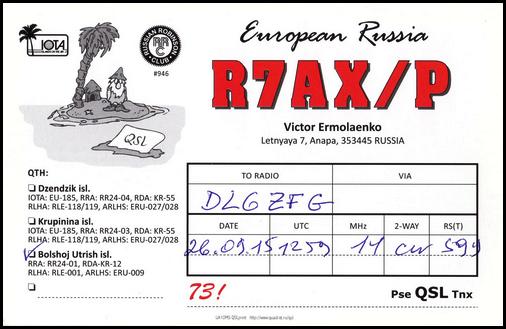 IOTA
RUSSIAN ROBINSON CLUB
RRC
#946
European Russia
R7AX/P
Victor Ermolaenko
Letnyaya 7, Anapa, 353445 RUSSIA
QSL
QTH:
Dzendzik isl.
IOTA: EU-185, RRA: RR24-04, RDA: KR-55
RLHA: RLE-118/119, ARLHS: ERU-027/028
Krupinina isl.
IOTA: EU-185, RRA: RR24-03, RDA: KR-55
RLHA: RLE-118/119, ARLHS: ERU-027/028
Bolshoj Utrish isl.
RRA: RR24-01, RDA-KR-12
RLHA: RLE-001, ARLHS: ERU-009
TO RADIO VIA
DL6ZFG
DATE UTC MHz 2-WAY RS(T)
26.09.15 1259 14 cw 599
73!
Pse QSL Tnx